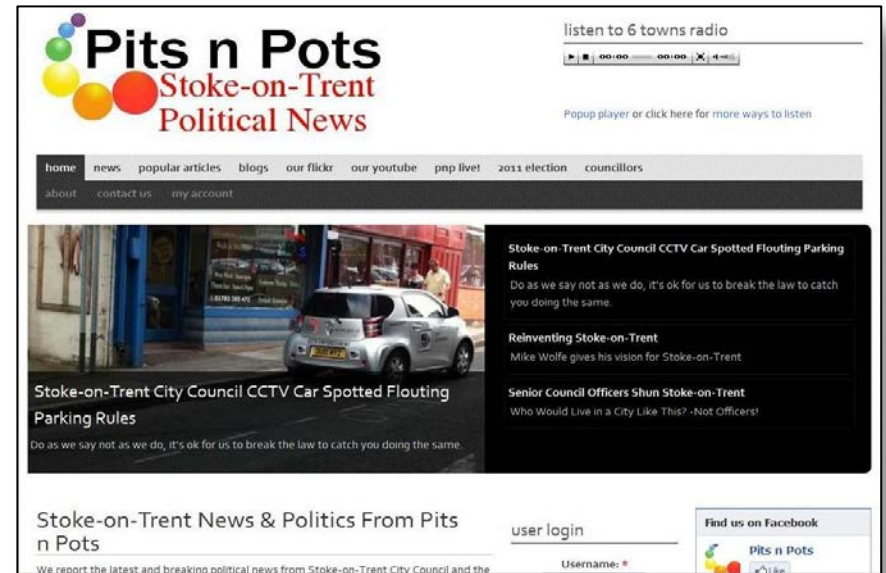 Pits n Pots
Stoke-on-Trent
Political News
listen to 6 towns radio
00:00 00:00
Popup player or click here for more ways to listen
home news popular articles blogs our flickr our youtube pnp live! 2011 election councillors
about contact us my account
Stoke-on-Trent City Council CCTV Car Spotted Flouting
Parking Rules
Do as we say not as we do, it's ok for us to break the law to catch you doing the same.
Stoke-on-Trent City Council CCTV Car Spotted Flouting Parking
Rules
Do as we say not as we do, it's ok for us to break the law to catch
you doing the same.
Reinventing Stoke-on-Trent
Mike Wolfe gives his vision for Stoke-on-Trent
Senior Council Officers Shun Stoke-on-Trent
Who Would Live in a City Like This? -Not Officers!
Stoke-on-Trent News & Politics From Pits
n Pots
We report the latest and breaking political news from Stoke-on-Trent City Council and the
user login
Username: *
Find us on Facebook
Pits n Pots
Like